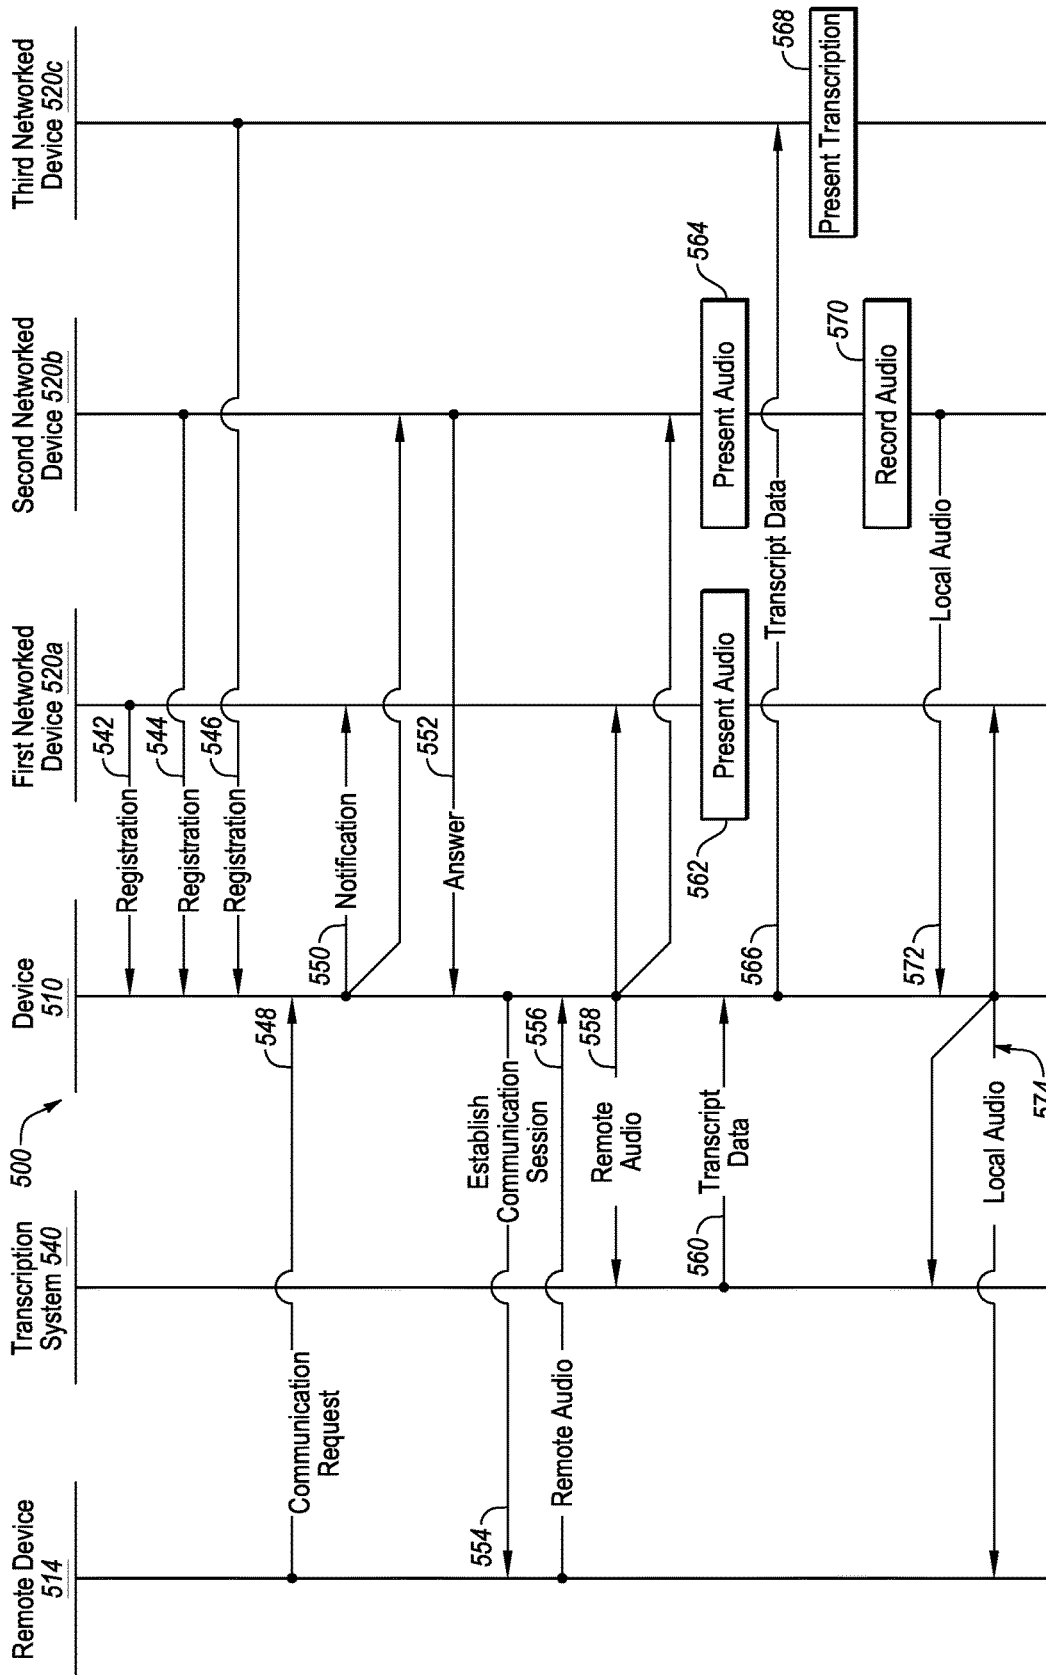 500
Remote Device
514
Transcription
System 540
Device
510
First Networked
Device 520a
Second Networked
Device 520b
Third Networked
Device 520c
Registration
542
Registration
544
Registration
546
Communication
Request
548
550
Notification
Answer
552
Establish
Communication
Session
554
Remote Audio
556
Remote
Audio
558
560
Transcript
Data
562
Present Audio
Present Audio
564
566
Transcript Data
Present Transcription
568
Record Audio
570
572
Local Audio
Local Audio
574